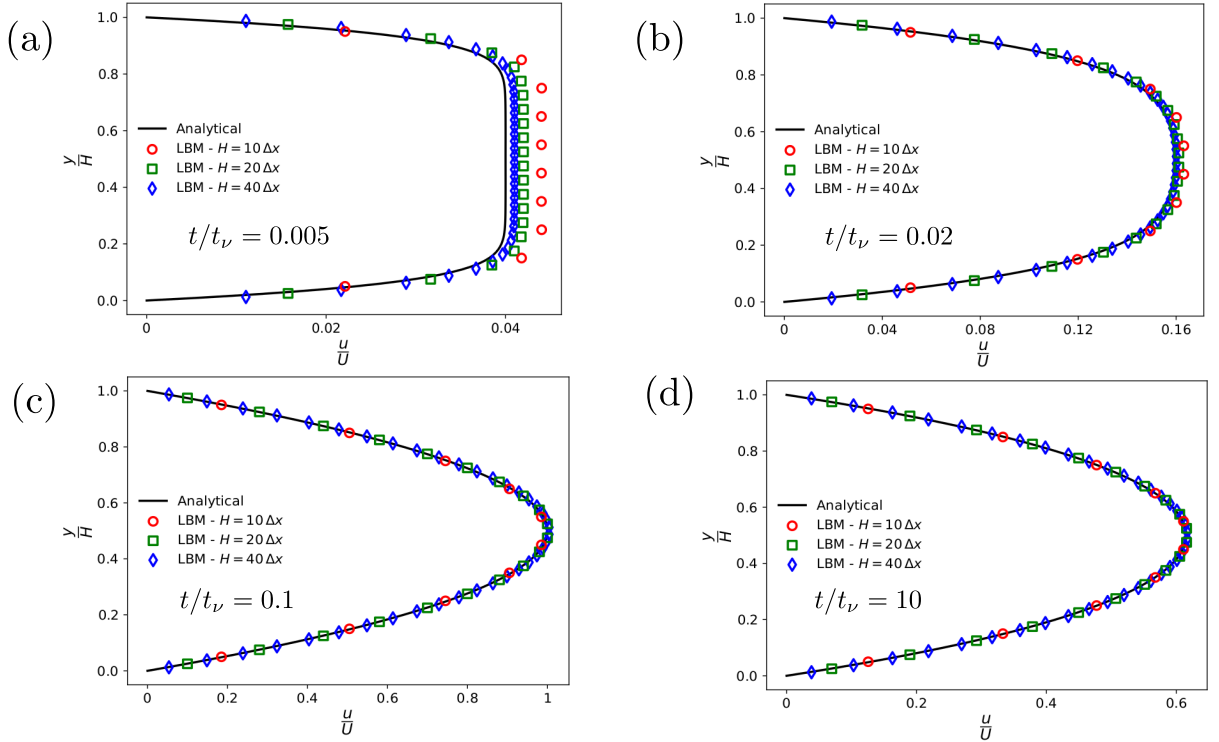 (a)
1.0
0.8
0.6
0.4
0.2
0.0
y/H
Analytical
LBM - H = 10 Δx
LBM - H = 20 Δx
LBM - H = 40 Δx
t/tν = 0.005
0
0.02
0.04
u/U
(b)
1.0
0.8
0.6
0.4
0.2
0.0
y/H
Analytical
LBM - H = 10 Δx
LBM - H = 20 Δx
LBM - H = 40 Δx
t/tν = 0.02
0
0.04
0.08
0.12
0.16
u/U
(c)
1.0
0.8
0.6
0.4
0.2
0.0
y/H
Analytical
LBM - H = 10 Δx
LBM - H = 20 Δx
LBM - H = 40 Δx
t/tν = 0.1
0
0.2
0.4
0.6
0.8
1
u/U
(d)
1.0
0.8
0.6
0.4
0.2
0.0
y/H
Analytical
LBM - H = 10 Δx
LBM - H = 20 Δx
LBM - H = 40 Δx
t/tν = 10
0
0.2
0.4
0.6
u/U